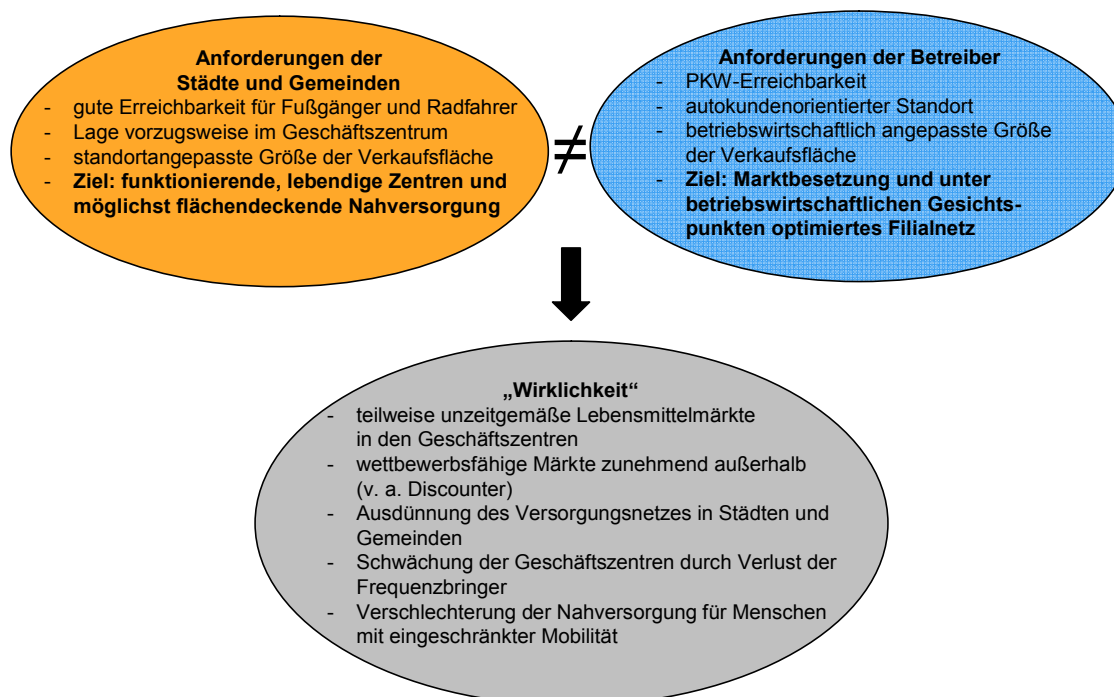 Anforderungen der
Städte und Gemeinden
- gute Erreichbarkeit für Fußgänger und Radfahrer
- Lage vorzugsweise im Geschäftszentrum
- standortangepasste Größe der Verkaufsfläche
- Ziel: funktionierende, lebendige Zentren und
möglichst flächendeckende Nahversorgung
≠
Anforderungen der Betreiber
- PKW-Erreichbarkeit
- autokundenorientierter Standort
- betriebswirtschaftlich angepasste Größe
der Verkaufsfläche
- Ziel: Marktbesetzung und unter
betriebswirtschaftlichen Gesichts-
punkten optimiertes Filialnetz
„Wirklichkeit“
- teilweise unzeitgemäße Lebensmittelmärkte
in den Geschäftszentren
- wettbewerbsfähige Märkte zunehmend außerhalb
(v. a. Discounter)
- Ausdünnung des Versorgungsnetzes in Städten und
Gemeinden
- Schwächung der Geschäftszentren durch Verlust der
Frequenzbringer
- Verschlechterung der Nahversorgung für Menschen
mit eingeschränkter Mobilität